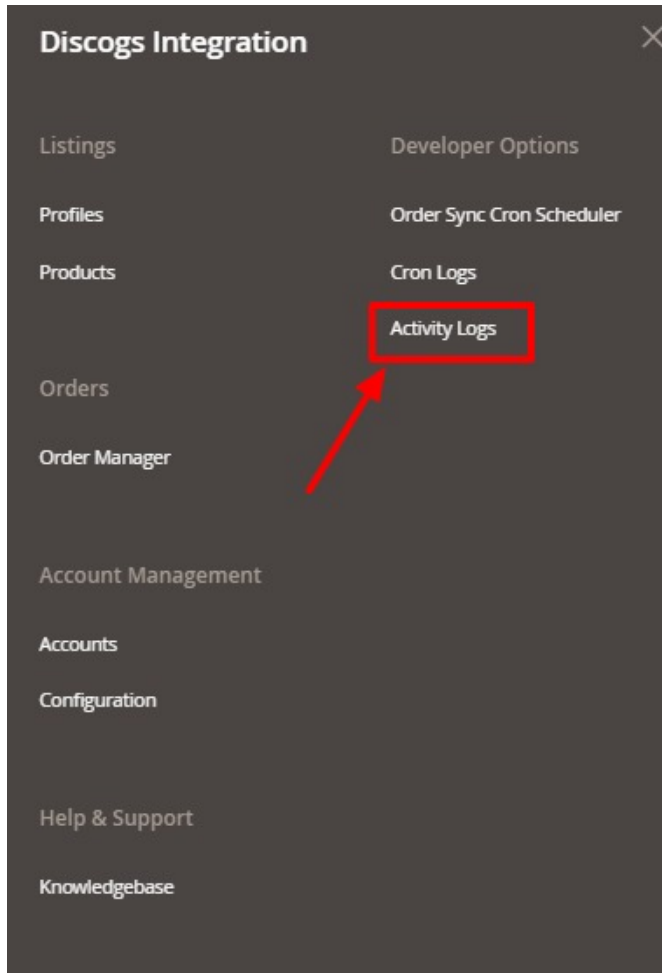 Discogs Integration
Listings
Profiles
Products
Orders
Order Manager
Account Management
Accounts
Configuration
Help & Support
Knowledgebase
Developer Options
Order Sync Cron Scheduler
Cron Logs
Activity Logs